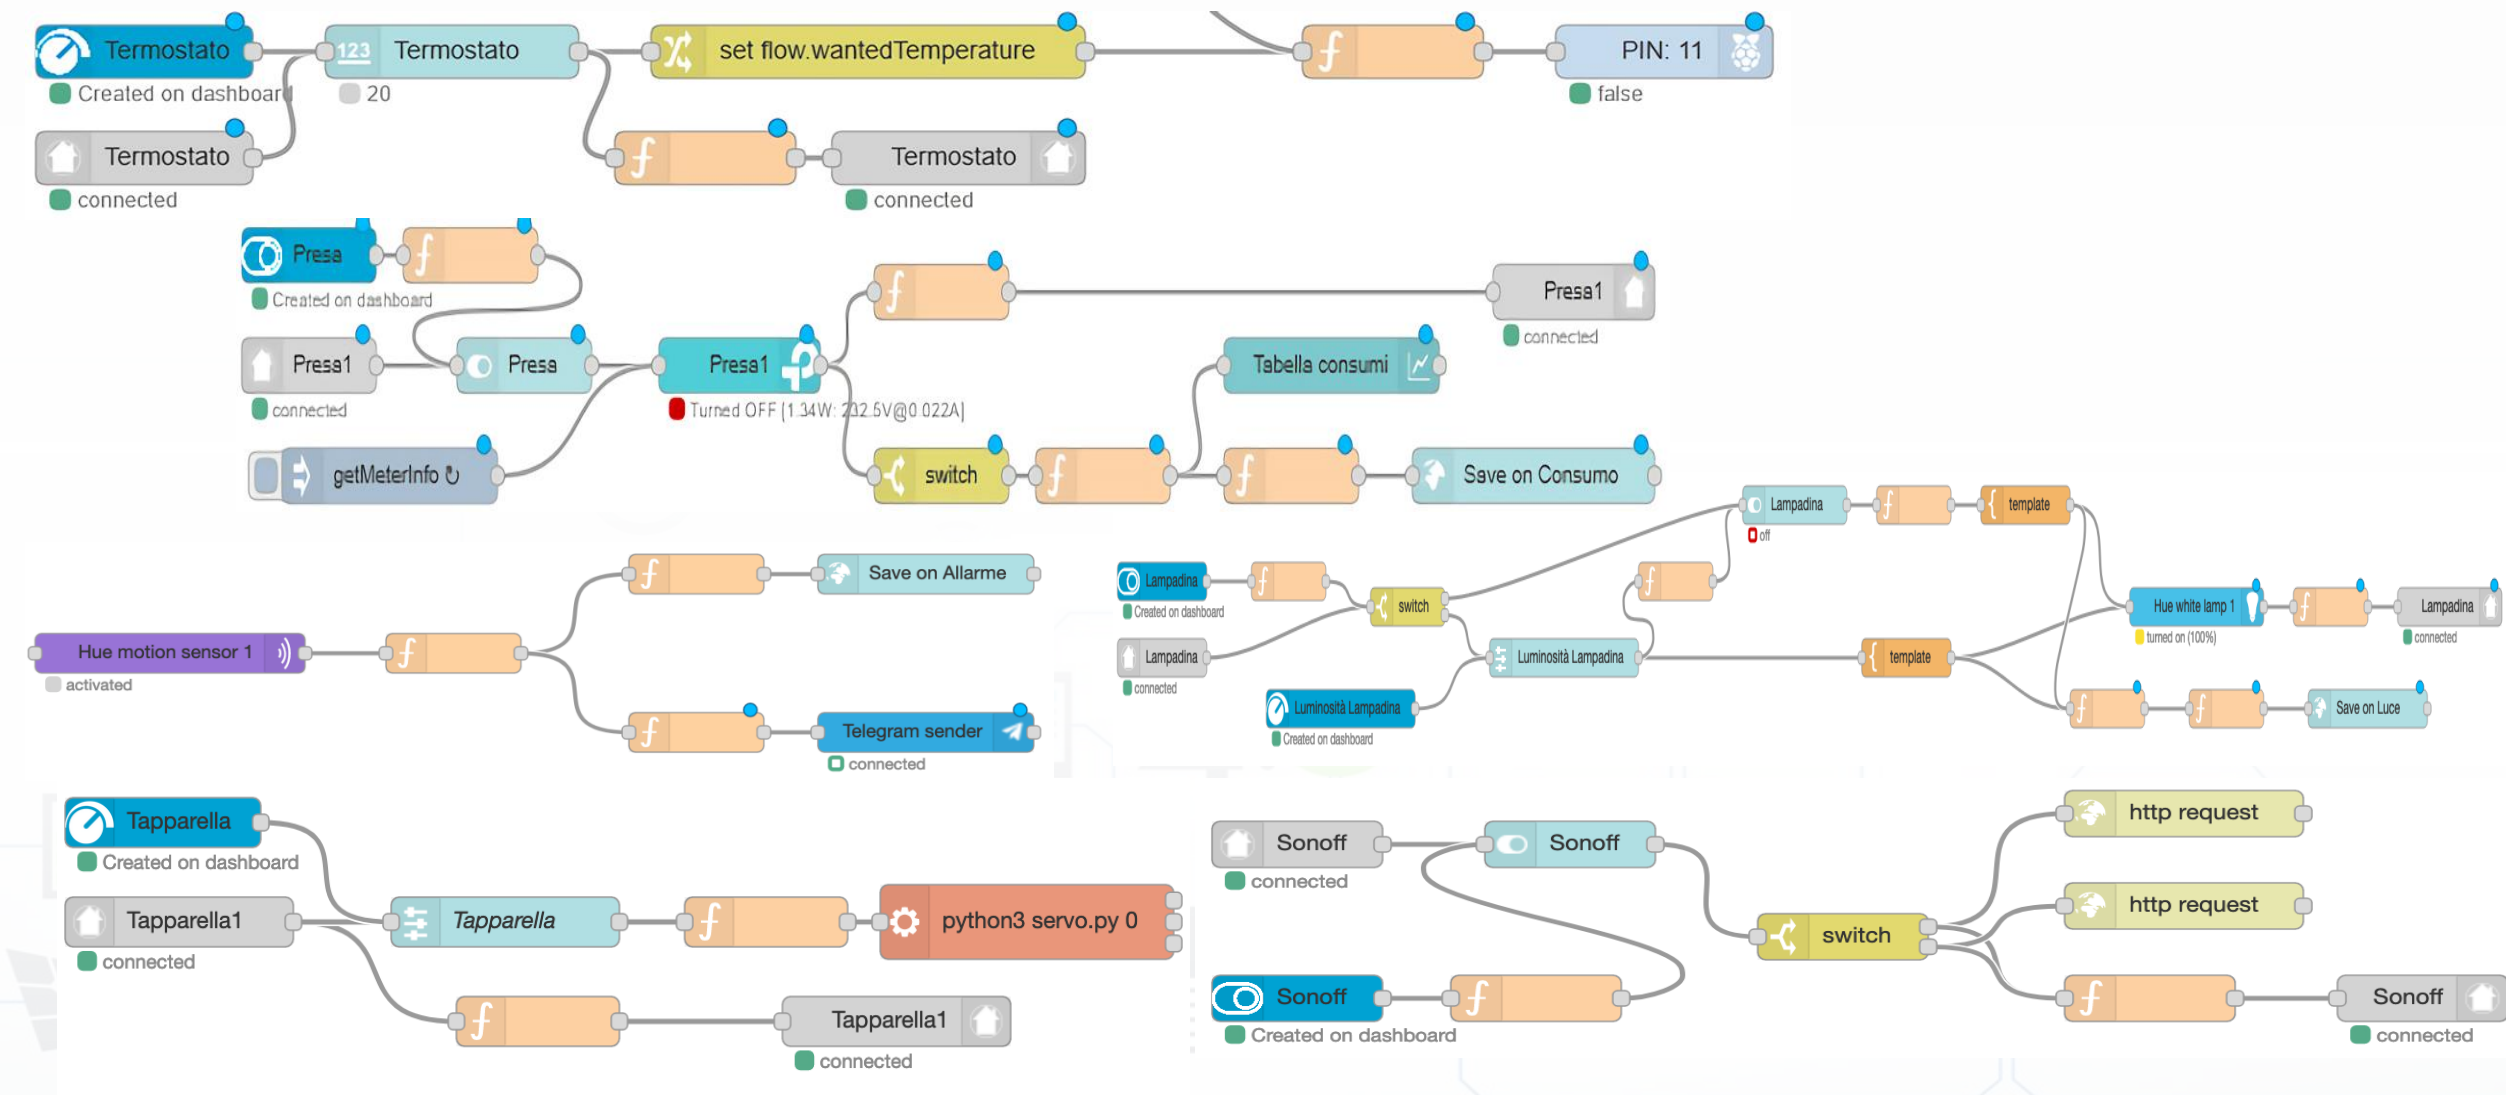 Termostato
123 Termostato
set flow.wantedTemperature
PIN: 11
Created on dashboard
20
false
Termostato
Termostato
connected
connected
Presa
Created on dashboard
Presa1
connected
Presa1
Presa
Presa1
Tabella consumi
connected
Turned OFF (1.34W: 232.5V@0.022A)
getMeterInfo ↻
switch
Save on Consumo
Hue motion sensor 1
activated
Save on Allarme
Telegram sender
connected
Lampadina
off
template
Lampadina
Created on dashboard
switch
Hue white lamp 1
turned on (100%)
Lampadina
connected
Lampadina
connected
Luminosità Lampadina
template
Luminosità Lampadina
Created on dashboard
Save on Luce
Tapparella
Created on dashboard
Tapparella1
connected
Tapparella
python3 servo.py 0
Tapparella1
connected
Sonoff
connected
Sonoff
http request
http request
switch
Sonoff
Created on dashboard
Sonoff
connected